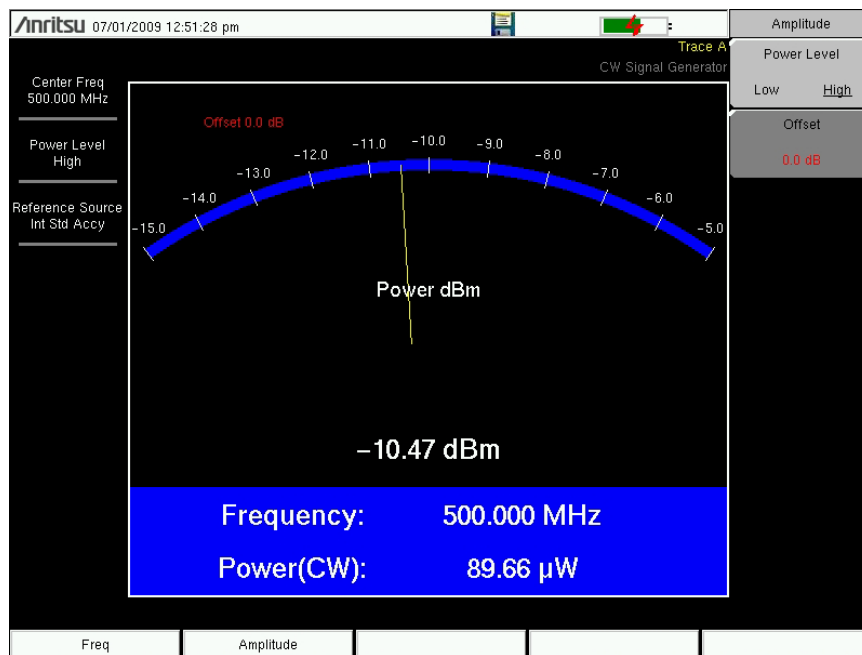 Anritsu 07/01/2009 12:51:28 pm
Amplitude
Trace A
CW Signal Generator
Power Level
Low High
Offset
0.0 dB
Center Freq
500.000 MHz
Power Level
High
Reference Source
Int Std Accy
Offset 0.0 dB
−15.0 −14.0 −13.0 −12.0 −11.0 −10.0 −9.0 −8.0 −7.0 −6.0 −5.0
Power dBm
−10.47 dBm
Frequency: 500.000 MHz
Power(CW): 89.66 µW
Freq Amplitude